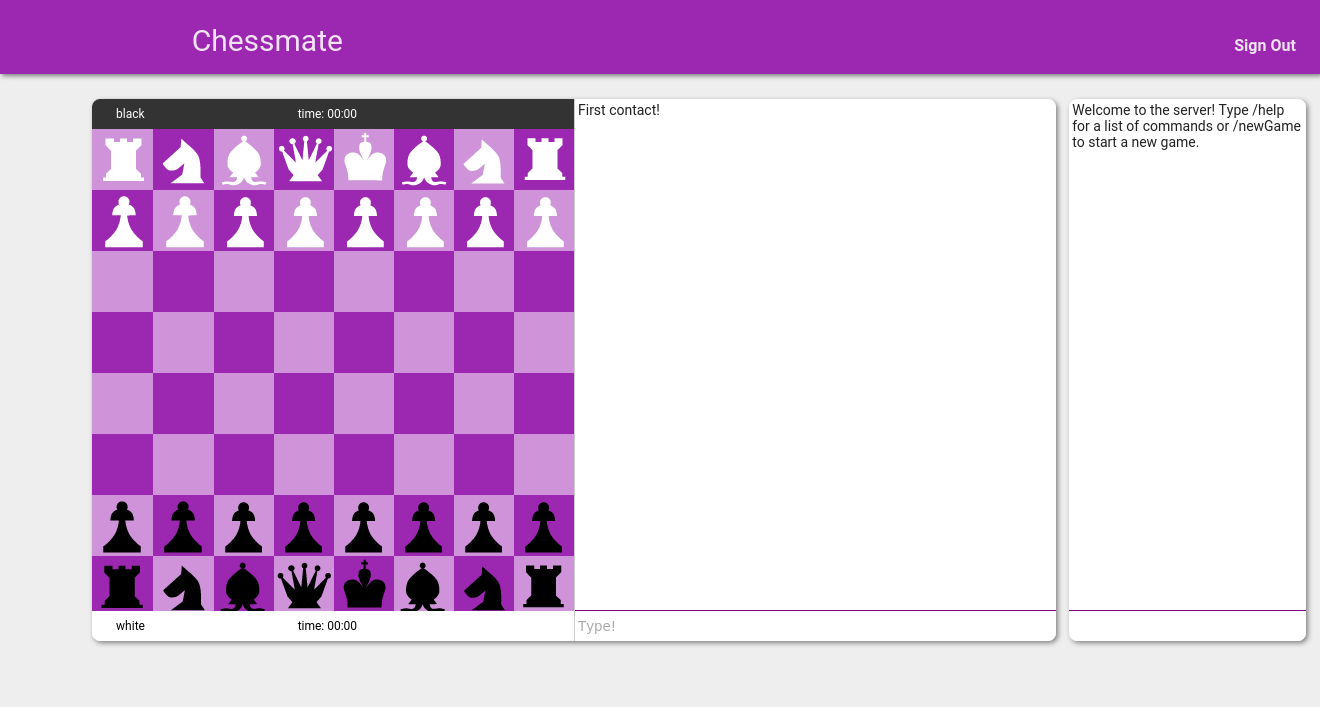 Chessmate
Sign Out
black
time: 00:00
First contact!
Welcome to the server! Type /help
for a list of commands or /newGame
to start a new game.
white
time: 00:00
Type!